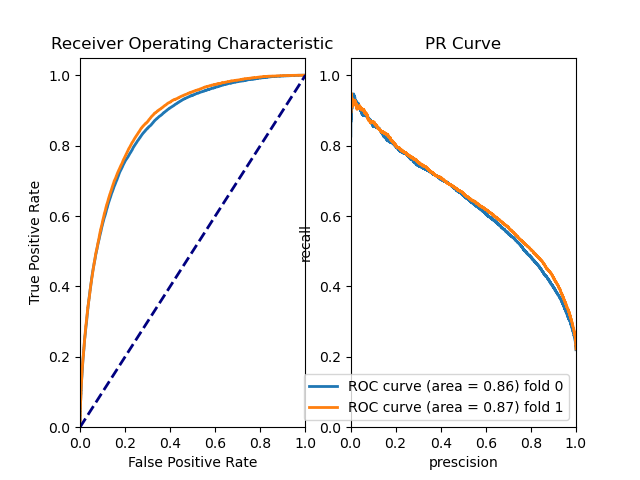 Receiver Operating Characteristic
1.0
0.8
0.6
0.4
0.2
0.0
True Positive Rate
0.0 0.2 0.4 0.6 0.8 1.0
False Positive Rate
PR Curve
1.0
0.8
0.6
0.4
0.2
0.0
recall
ROC curve (area = 0.86) fold 0
ROC curve (area = 0.87) fold 1
0.0 0.2 0.4 0.6 0.8 1.0
prescision